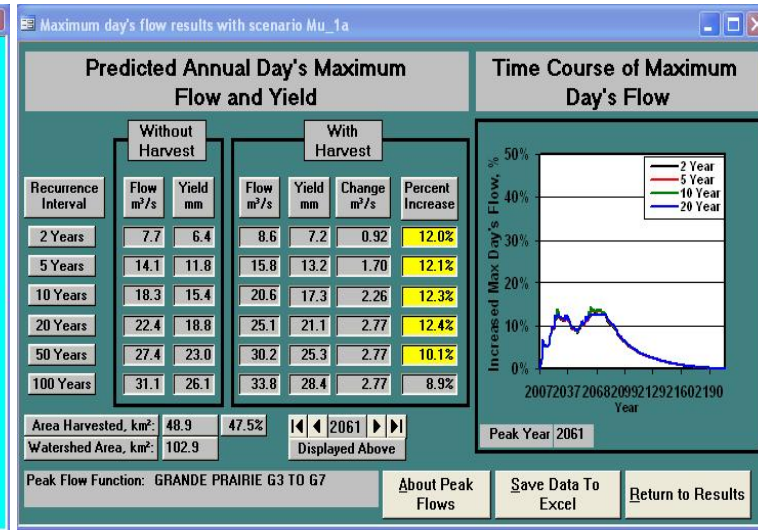 Maximum day's flow results with scenario Mu_1a
Predicted Annual Day's Maximum
Flow and Yield
Time Course of Maximum
Day's Flow
Without
Harvest
With
Harvest
Recurrence
Interval
Flow
m³/s
Yield
mm
Flow
m³/s
Yield
mm
Change
m³/s
Percent
Increase
2 Years 7.7 6.4 8.6 7.2 0.92 12.0%
5 Years 14.1 11.8 15.8 13.2 1.70 12.1%
10 Years 18.3 15.4 20.6 17.3 2.26 12.3%
20 Years 22.4 18.8 25.1 21.1 2.77 12.4%
50 Years 27.4 23.0 30.2 25.3 2.77 10.1%
100 Years 31.1 26.1 33.8 28.4 2.77 8.9%
Area Harvested, km²: 48.9 47.5% 2061
Watershed Area, km²: 102.9 Displayed Above
Increased Max Day's Flow, %
50%
40%
30%
20%
10%
0%
2 Year
5 Year
10 Year
20 Year
2007 2037 2068 2099 2129 2160 2190
Year
Peak Year 2061
Peak Flow Function: GRANDE PRAIRIE G3 TO G7
About Peak
Flows
Save Data To
Excel
Return to Results